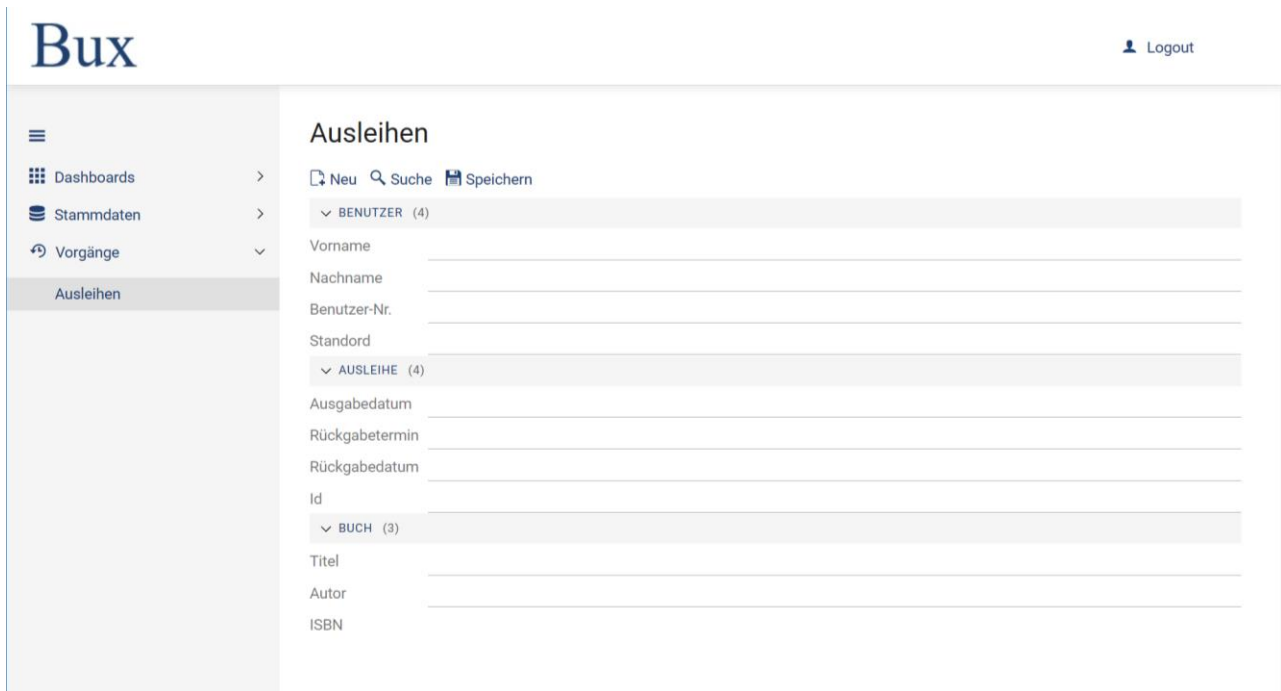 Bux
Logout
Dashboards
Stammdaten
Vorgänge
Ausleihen
Ausleihen
Neu Suche Speichern
BENUTZER (4)
Vorname
Nachname
Benutzer-Nr.
Standord
AUSLEIHE (4)
Ausgabedatum
Rückgabetermin
Rückgabedatum
Id
BUCH (3)
Titel
Autor
ISBN